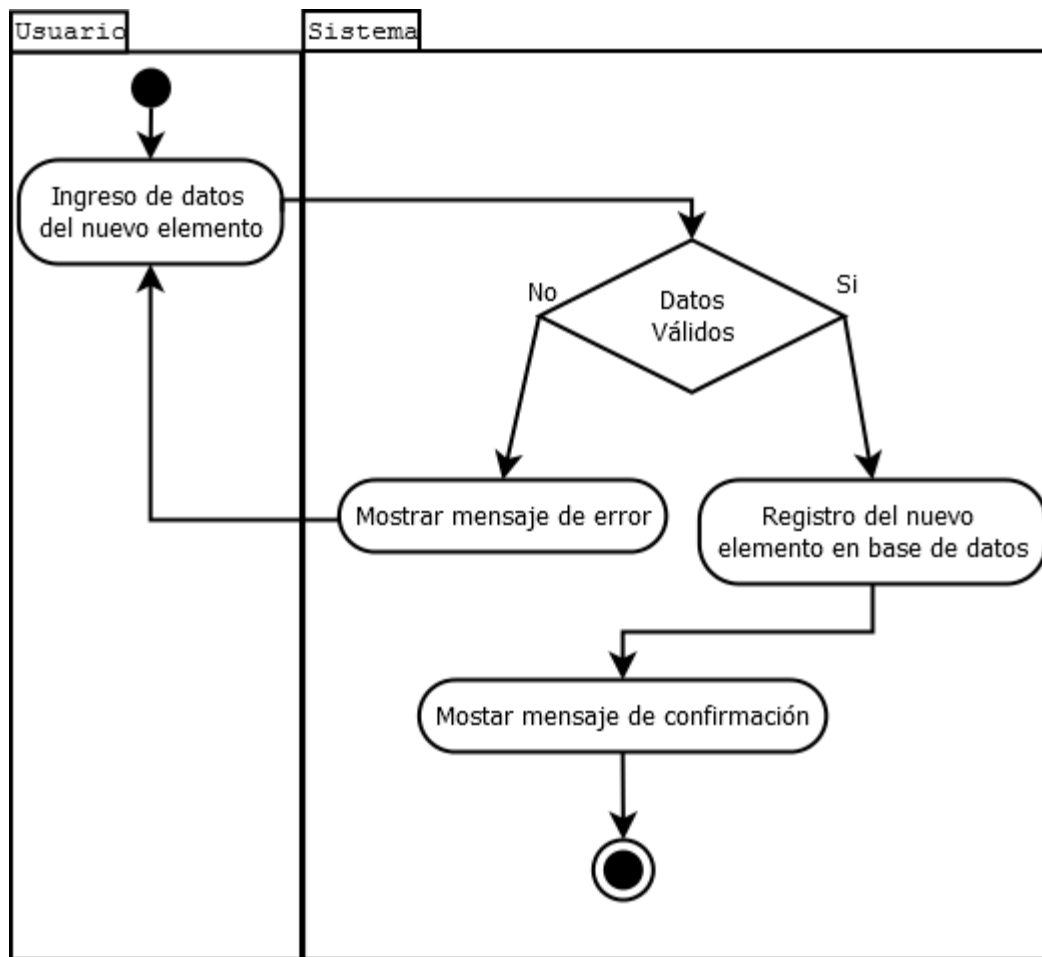 Usuario
Sistema
Ingreso de datos
del nuevo elemento
No
Si
Datos
Válidos
Mostrar mensaje de error
Registro del nuevo
elemento en base de datos
Mostar mensaje de confirmación